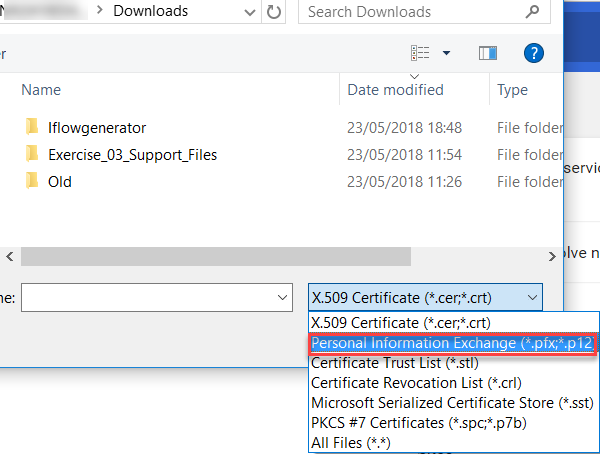 Downloads
Search Downloads
er
?
Name Date modified Type
Iflowgenerator 23/05/2018 18:48 File folder
Exercise_03_Support_Files 23/05/2018 11:54 File folder
Old 23/05/2018 11:26 File folder
servic
olve n
me:
X.509 Certificate (*.cer;*.crt)
X.509 Certificate (*.cer;*.crt)
Personal Information Exchange (*.pfx;*.p12)
Certificate Trust List (*.stl)
Certificate Revocation List (*.crl)
Microsoft Serialized Certificate Store (*.sst)
PKCS #7 Certificates (*.spc;*.p7b)
All Files (*.*)